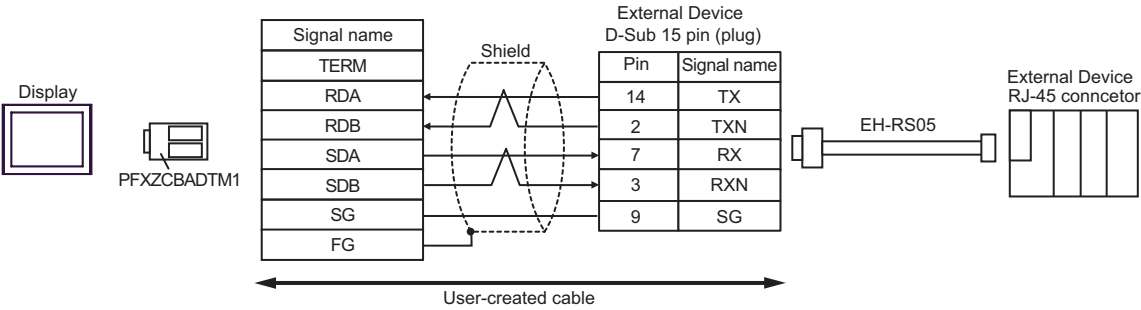 Display
PFXZCBADTM1
Signal name
TERM
RDA
RDB
SDA
SDB
SG
FG
Shield
External Device
D-Sub 15 pin (plug)
Pin Signal name
14 TX
2 TXN
7 RX
3 RXN
9 SG
EH-RS05
External Device
RJ-45 conncetor
User-created cable